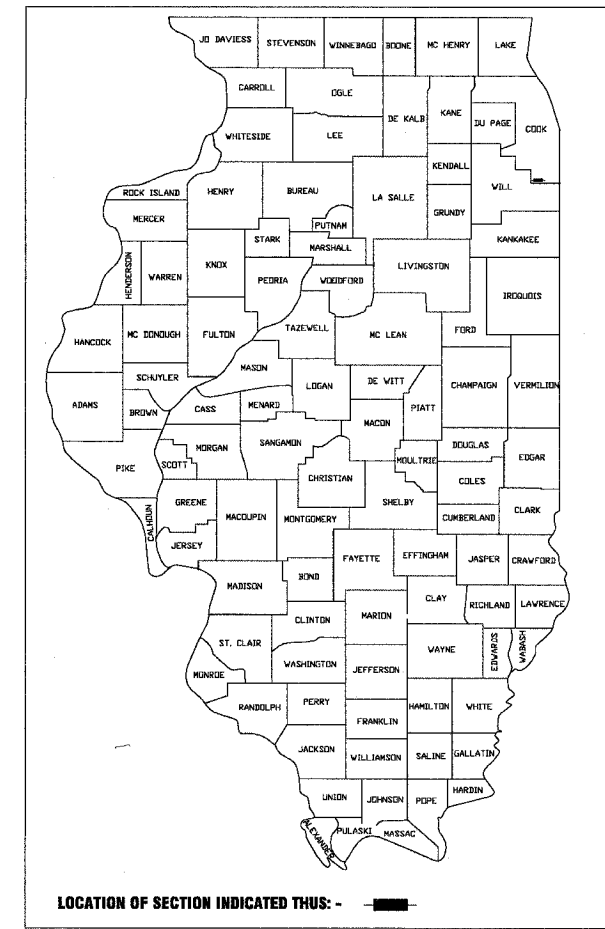 JO DAVIESS STEVENSON WINNEBAGO BOONE MC HENRY LAKE
CARROLL OGLE DE KALB KANE DU PAGE COOK
WHITESIDE LEE
KENDALL
ROCK ISLAND HENRY BUREAU LA SALLE GRUNDY WILL
MERCER PUTNAM
STARK MARSHALL KANKAKEE
HENDERSON WARREN KNOX PEORIA WOODFORD LIVINGSTON
IROQUOIS
HANCOCK MC DONOUGH FULTON TAZEWELL MC LEAN FORD
MASON
SCHUYLER LOGAN DE WITT CHAMPAIGN VERMILION
ADAMS BROWN CASS MENARD PIATT
MACON
MORGAN SANGAMON DOUGLAS
PIKE SCOTT CHRISTIAN MOULTRIE COLES EDGAR
GREENE MACOUPIN MONTGOMERY SHELBY CUMBERLAND CLARK
CALHOUN JERSEY
FAYETTE EFFINGHAM JASPER CRAWFORD
MADISON BOND
CLAY RICHLAND LAWRENCE
CLINTON MARION
ST. CLAIR WAYNE EDWARDS WABASH
WASHINGTON JEFFERSON
MONROE
RANDOLPH PERRY HAMILTON WHITE
FRANKLIN
JACKSON WILLIAMSON SALINE GALLATIN
UNION JOHNSON POPE HARDIN
ALEXANDER PULASKI MASSAC
LOCATION OF SECTION INDICATED THUS: -